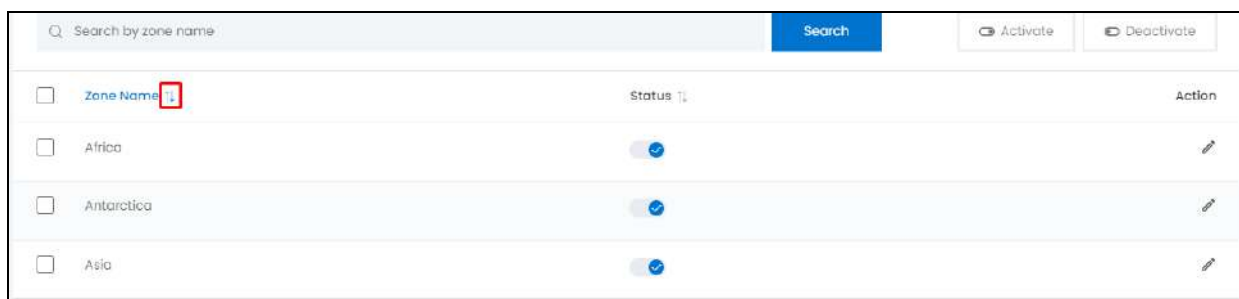 Search by zone name Search Activate Deactivate
Zone Name Status Action
Africa
Antarctica
Asia